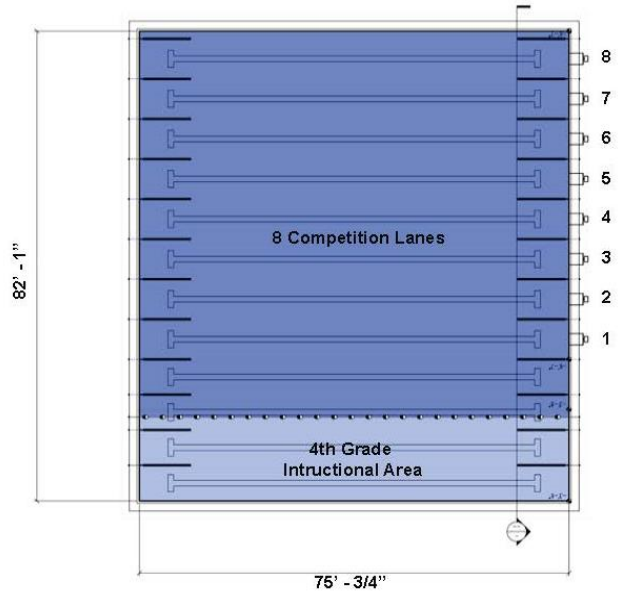 8
7
6
5
4
8 Competition Lanes
3
2
1
82' - 1"
4th Grade
Intructional Area
75' - 3/4"